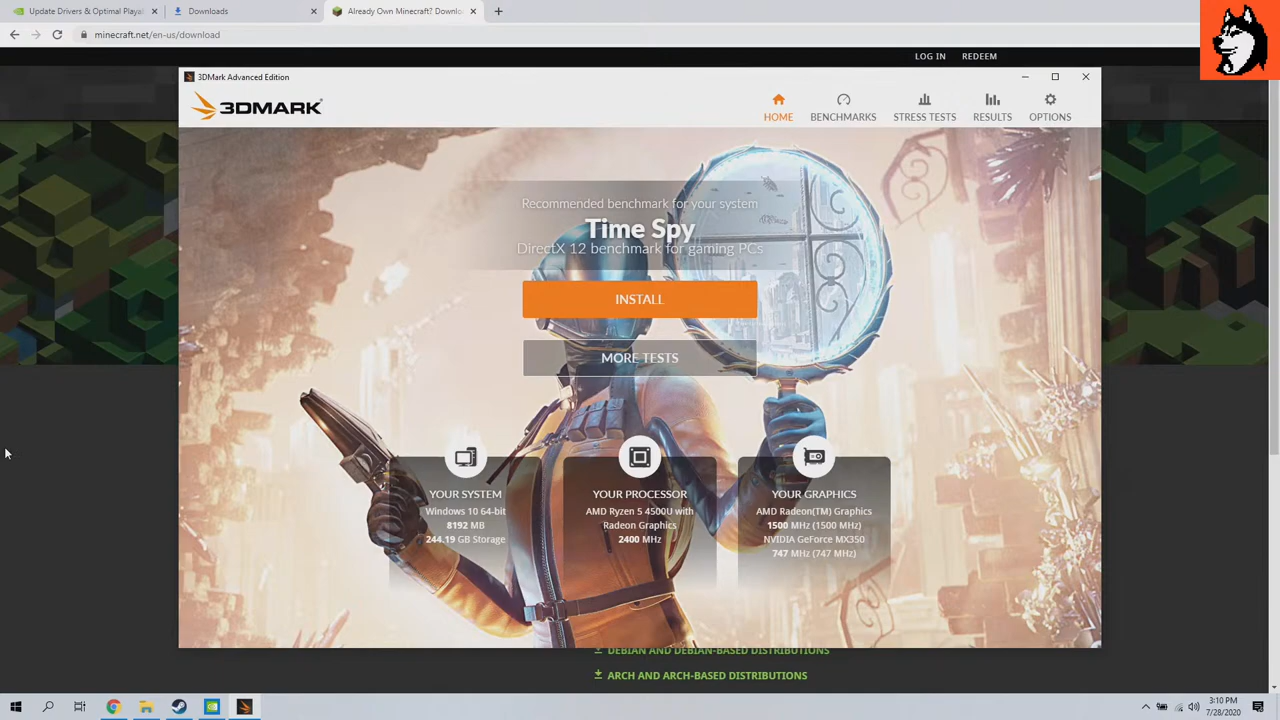 Update Drivers & Optimal Playal
Downloads
Already Own Minecraft? Downlo
minecraft.net/en-us/download
LOG IN
REDEEM
3DMark Advanced Edition
3DMARK
HOME
BENCHMARKS
STRESS TESTS
RESULTS
OPTIONS
Recommended benchmark for your system
Time Spy
DirectX 12 benchmark for gaming PCs
INSTALL
MORE TESTS
YOUR SYSTEM
Windows 10 64-bit
8192 MB
244.19 GB Storage
YOUR PROCESSOR
AMD Ryzen 5 4500U with
Radeon Graphics
2400 MHz
YOUR GRAPHICS
AMD Radeon(TM) Graphics
1500 MHz (1500 MHz)
NVIDIA GeForce MX350
747 MHz (747 MHz)
DEBIAN AND DEBIAN-BASED DISTRIBUTIONS
ARCH AND ARCH-BASED DISTRIBUTIONS
3:10 PM
7/28/2020